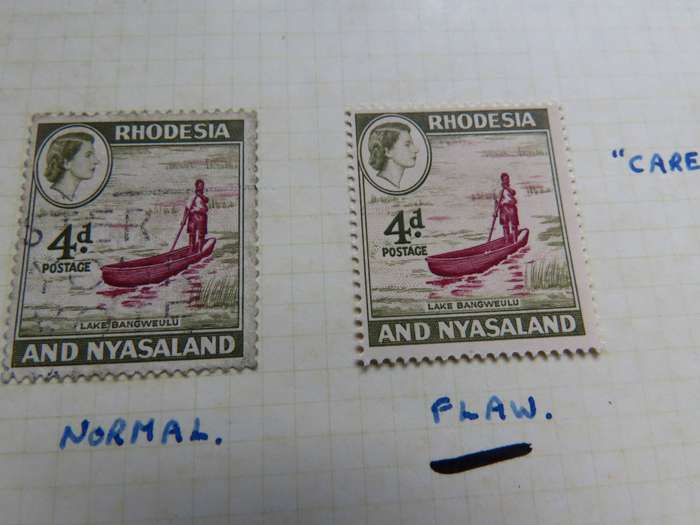 RHODESIA
4d.
POSTAGE
LAKE BANGWEULU
AND NYASALAND
RHODESIA
4d.
POSTAGE
LAKE BANGWEULU
AND NYASALAND
"CARE
NORMAL.
FLAW.